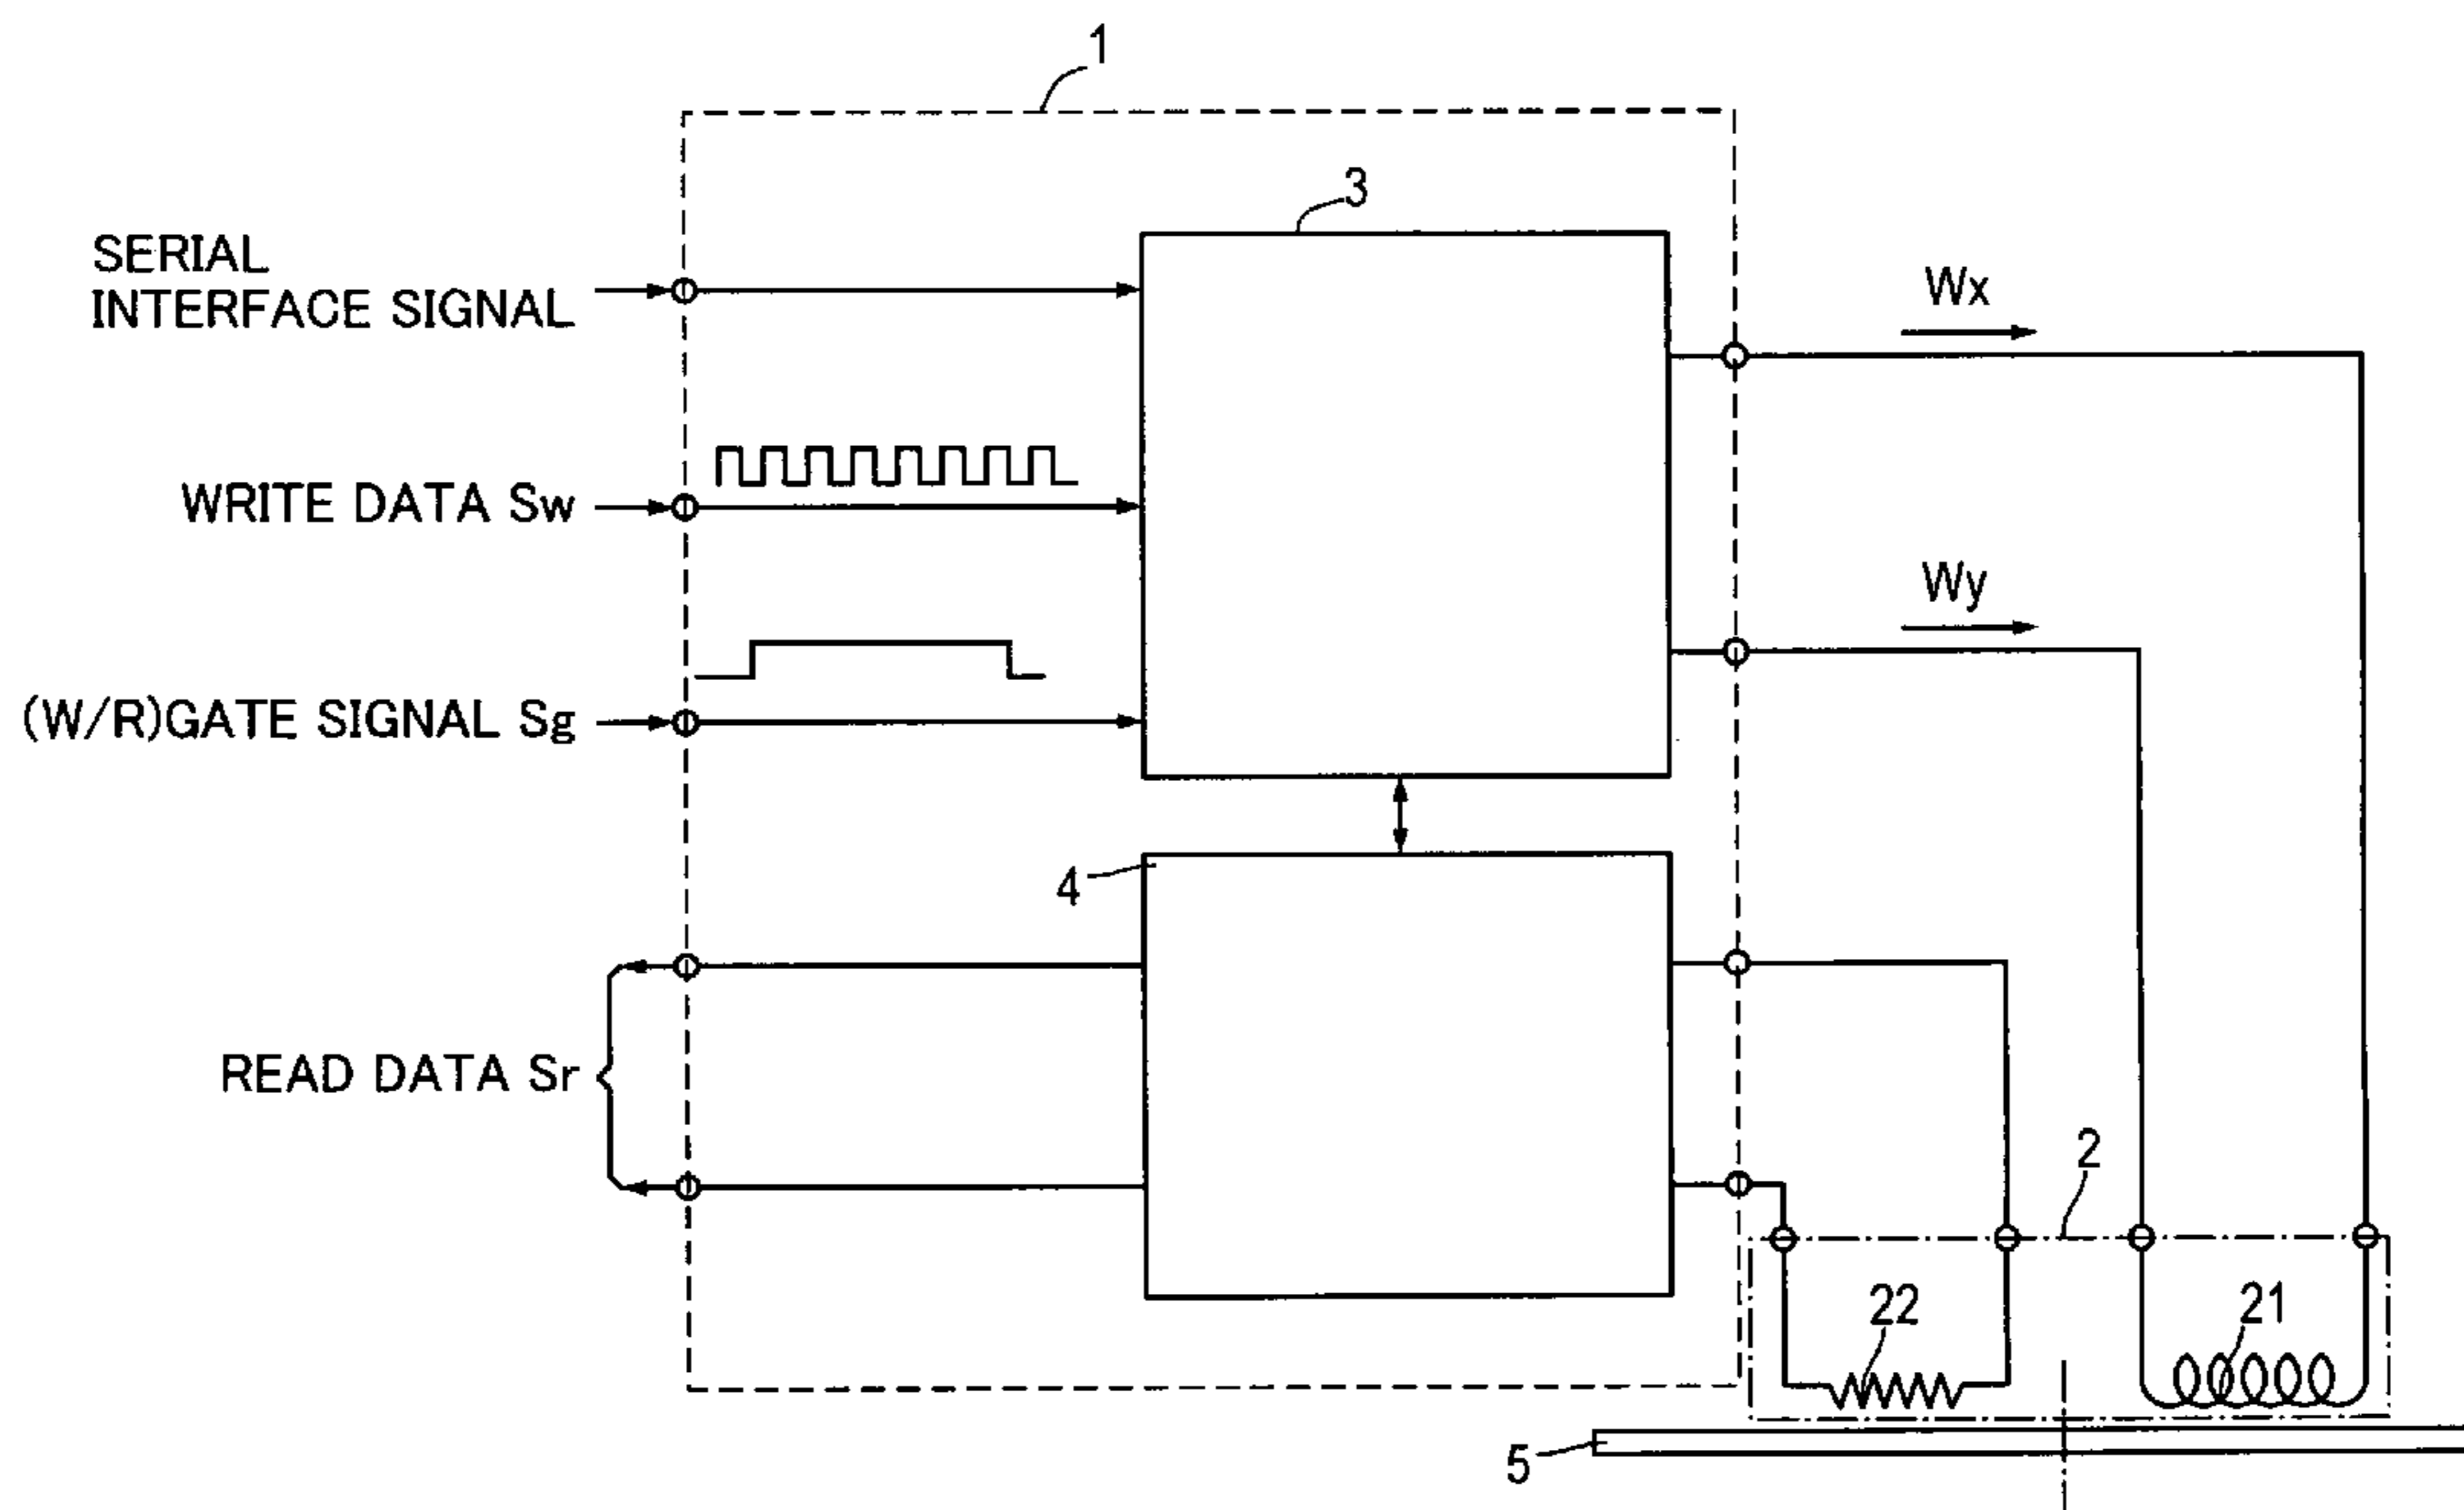 1
3
SERIAL
INTERFACE SIGNAL
Wx
WRITE DATA Sw
Wy
(W/R)GATE SIGNAL Sg
4
READ DATA Sr
2
22
21
5